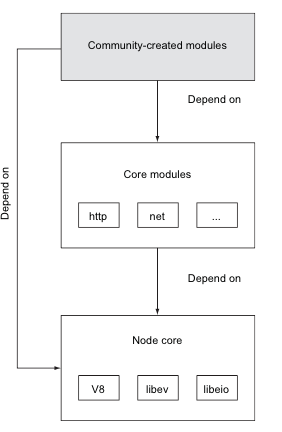 Community-created modules
Depend on
Core modules
http
net
...
Depend on
Depend on
Node core
V8
libev
libeio